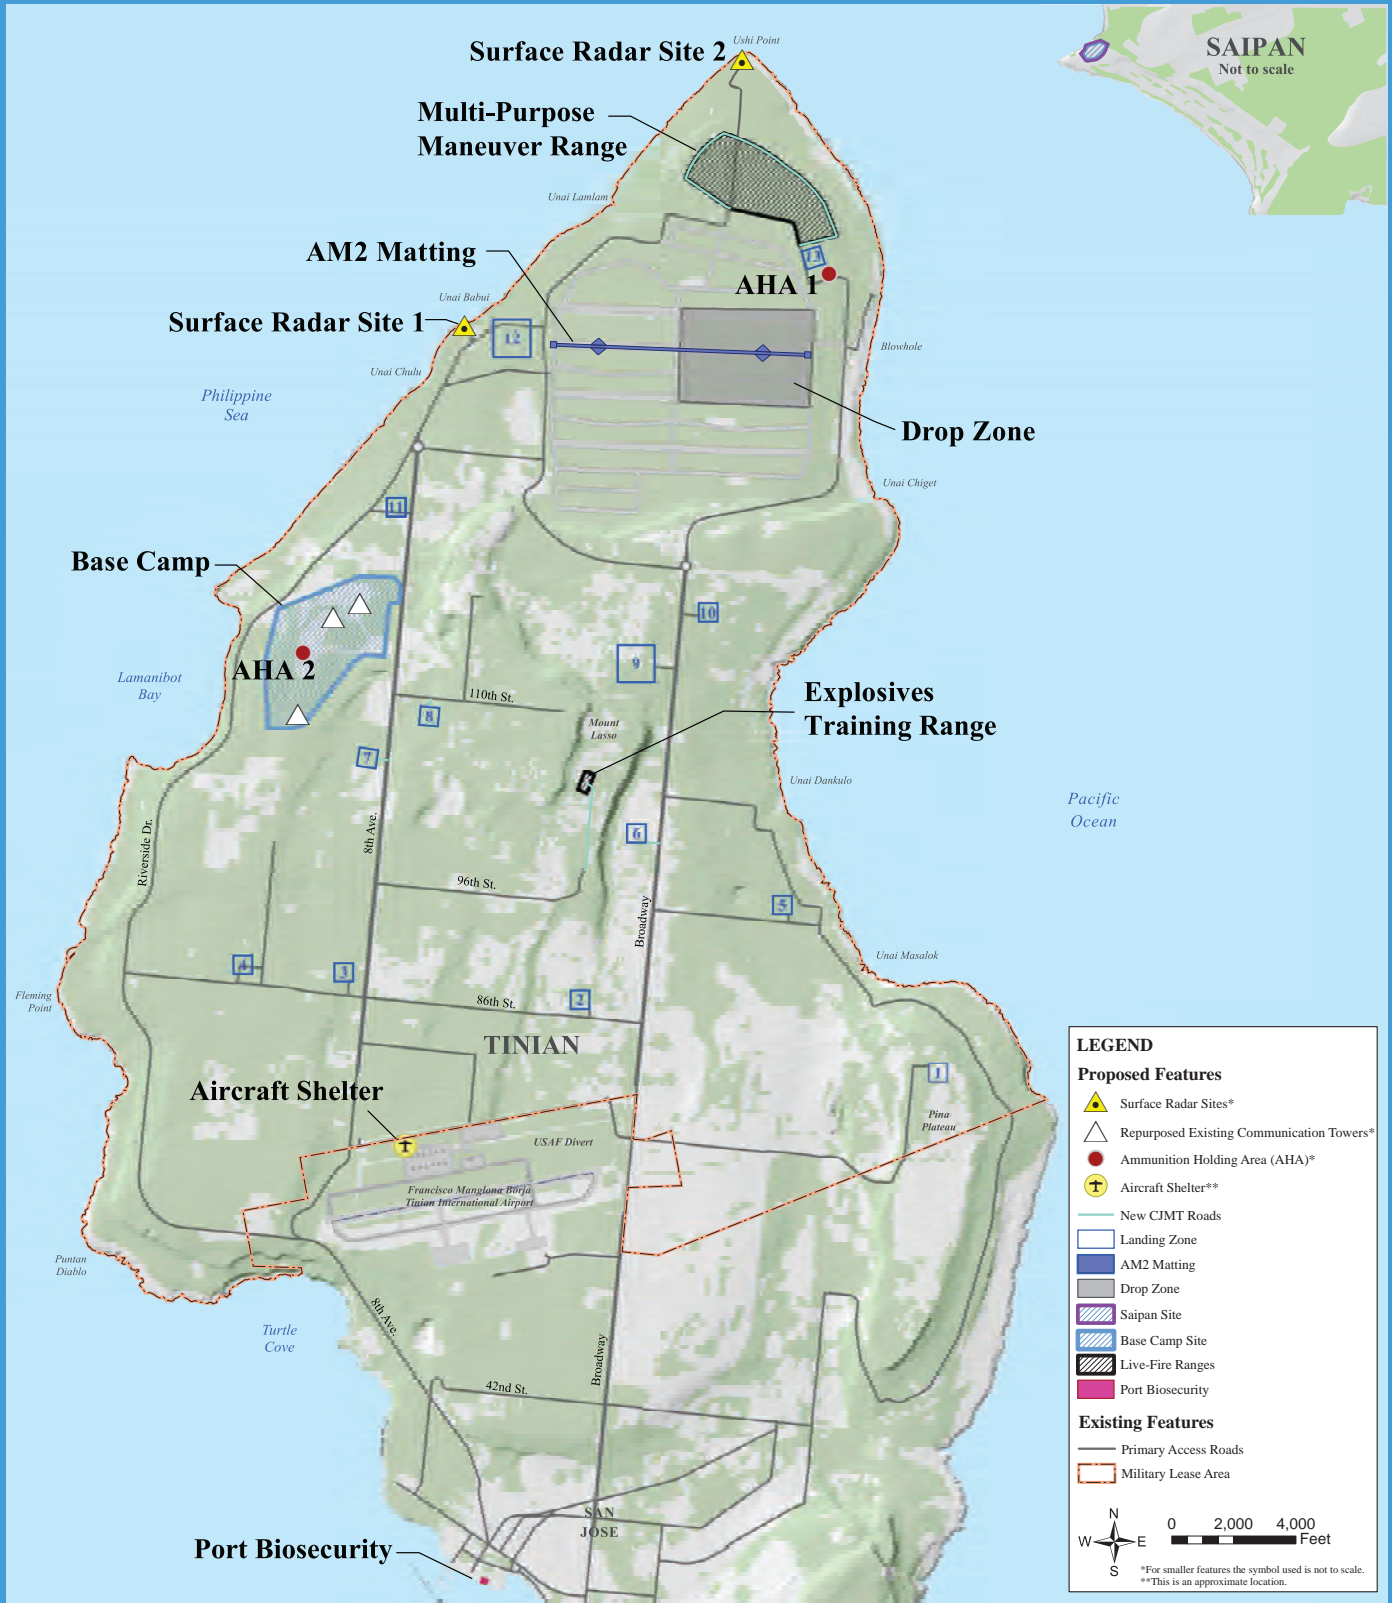 Surface Radar Site 2
Ushi Point
SAIPAN
Not to scale
Multi-Purpose
Maneuver Range
Unai Lamlam
AM2 Matting
13
AHA 1
Unai Babui
Surface Radar Site 1
12
Blowhole
Unai Chulu
Philippine
Sea
Drop Zone
Unai Chiget
11
Base Camp
10
9
AHA 2
Lamanibot
Bay
110th St.
8
Mount
Lasso
Explosives
Training Range
7
Unai Dankulo
Pacific
Ocean
Riverside Dr.
8th Ave.
6
96th St.
5
Broadway
Unai Masalok
4
3
Fleming
Point
86th St.
2
TINIAN
1
Aircraft Shelter
Pina
Plateau
USAF Divert
Francisco Manglona Borja
Tinian International Airport
Puntan
Diablo
Turtle
Cove
8th Ave.
Broadway
42nd St.
SAN
JOSE
Port Biosecurity
LEGEND
Proposed Features
Surface Radar Sites*
Repurposed Existing Communication Towers*
Ammunition Holding Area (AHA)*
Aircraft Shelter**
New CJMT Roads
Landing Zone
AM2 Matting
Drop Zone
Saipan Site
Base Camp Site
Live-Fire Ranges
Port Biosecurity
Existing Features
Primary Access Roads
Military Lease Area
N
W E
S
0 2,000 4,000
Feet
*For smaller features the symbol used is not to scale.
**This is an approximate location.